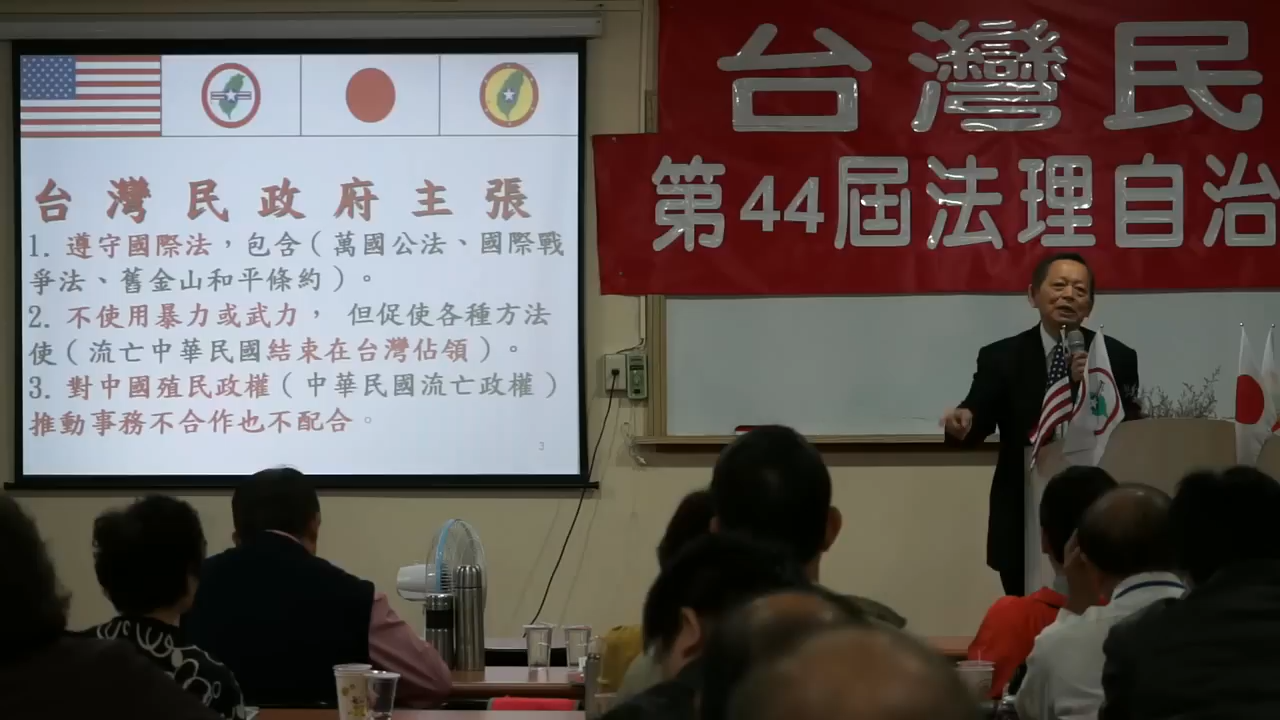 台灣民
第44屆法理自治
台灣民政府主張
1. 遵守國際法，包含（萬國公法、國際戰
爭法、舊金山和平條約）。
2. 不使用暴力或武力， 但促使各種方法
使（流亡中華民國結束在台灣佔領）。
3. 對中國殖民政權（中華民國流亡政權）
推動事務不合作也不配合。
3